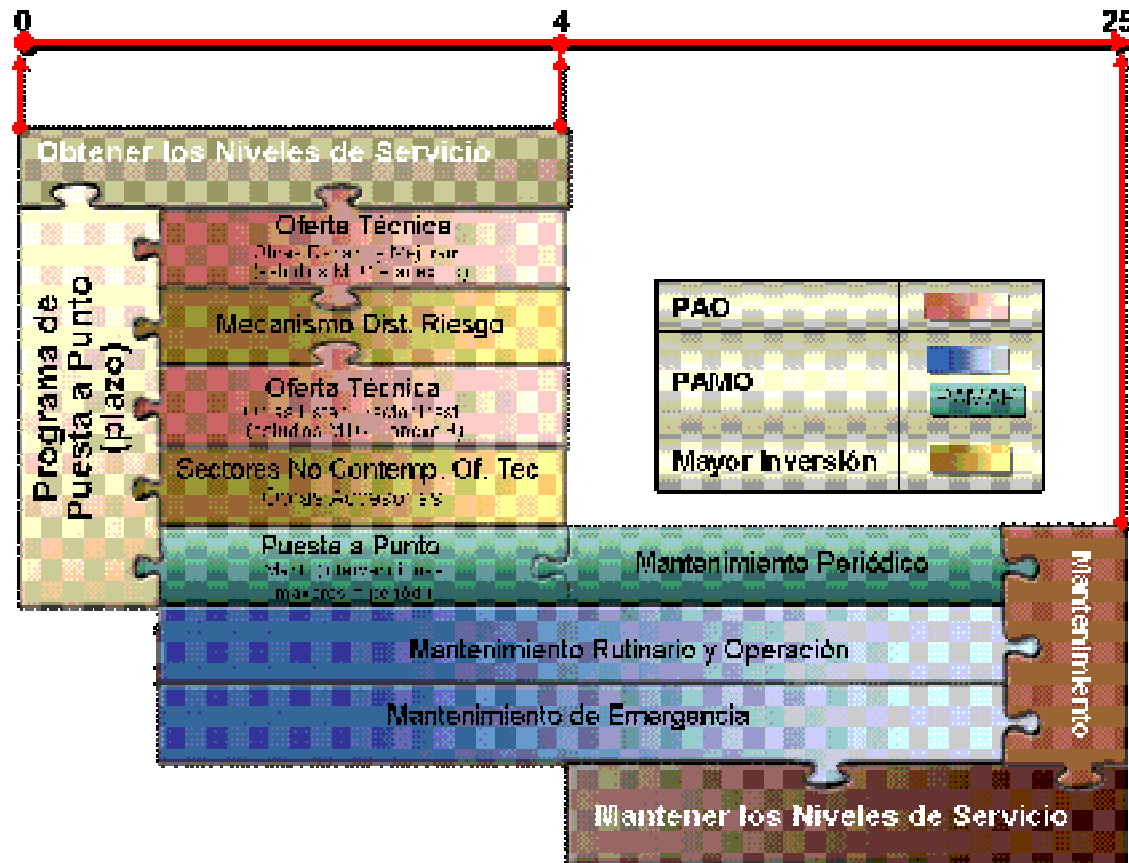 0 4 25
Obtener los Niveles de Servicio
Programa de
Puesta a Punto
(plazo)
Oferta Técnica
Mecanismo Dist. Riesgo
Oferta Técnica
Sectores No Contemp. Of. Tec
Obras Accesorias
Puesta a Punto
Mantenimiento Periódico
Mantenimiento Rutinario y Operación
Mantenimiento de Emergencia
Mantenimiento
Mantener los Niveles de Servicio
PAO
PAMO
PAMAE
Mayor Inversión